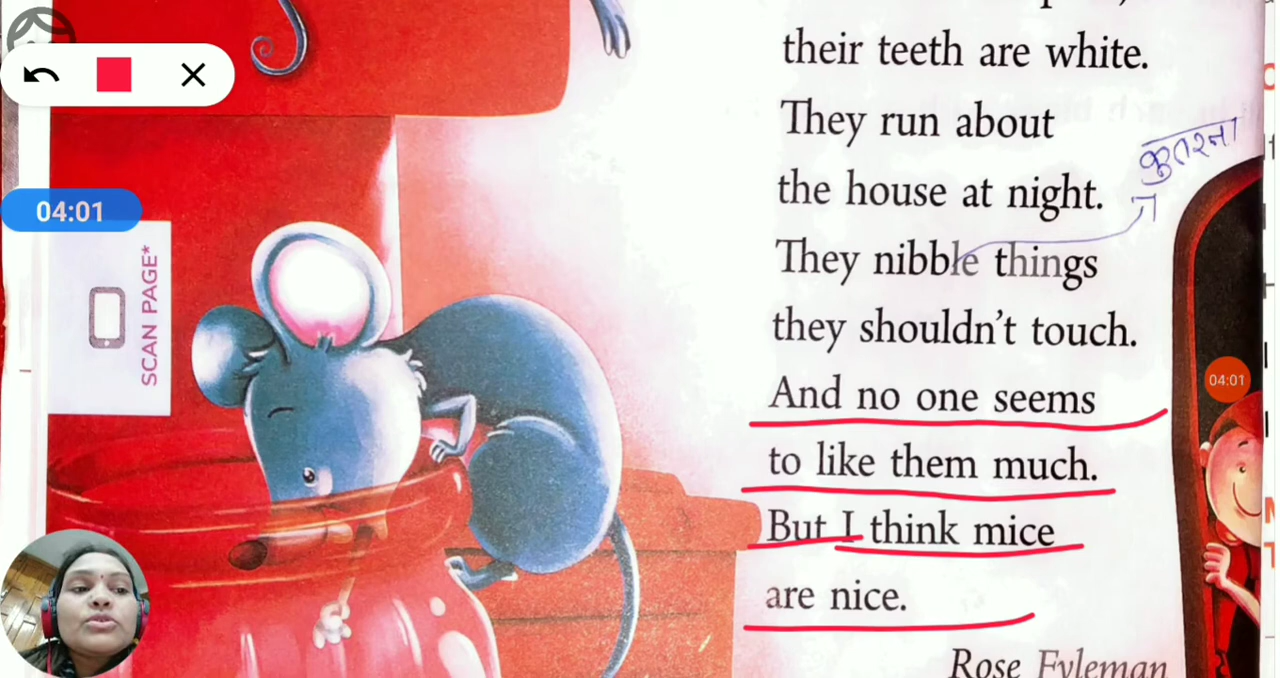 their teeth are white.
They run about
the house at night.
कुतरना
They nibble things
they shouldn't touch.
And no one seems
to like them much.
But I think mice
are nice.
Rose Fyleman
04:01
SCAN PAGE*
04:01